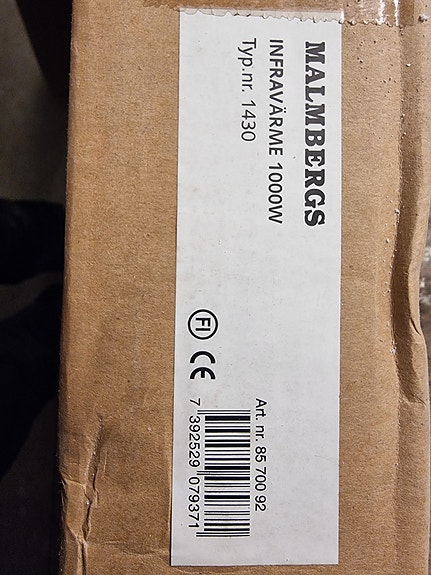 MALMBERGS
INFRAVÄRME 1000W
Typ.nr. 1430
FI CE
Art. nr. 85 700 92
7 392529 079371